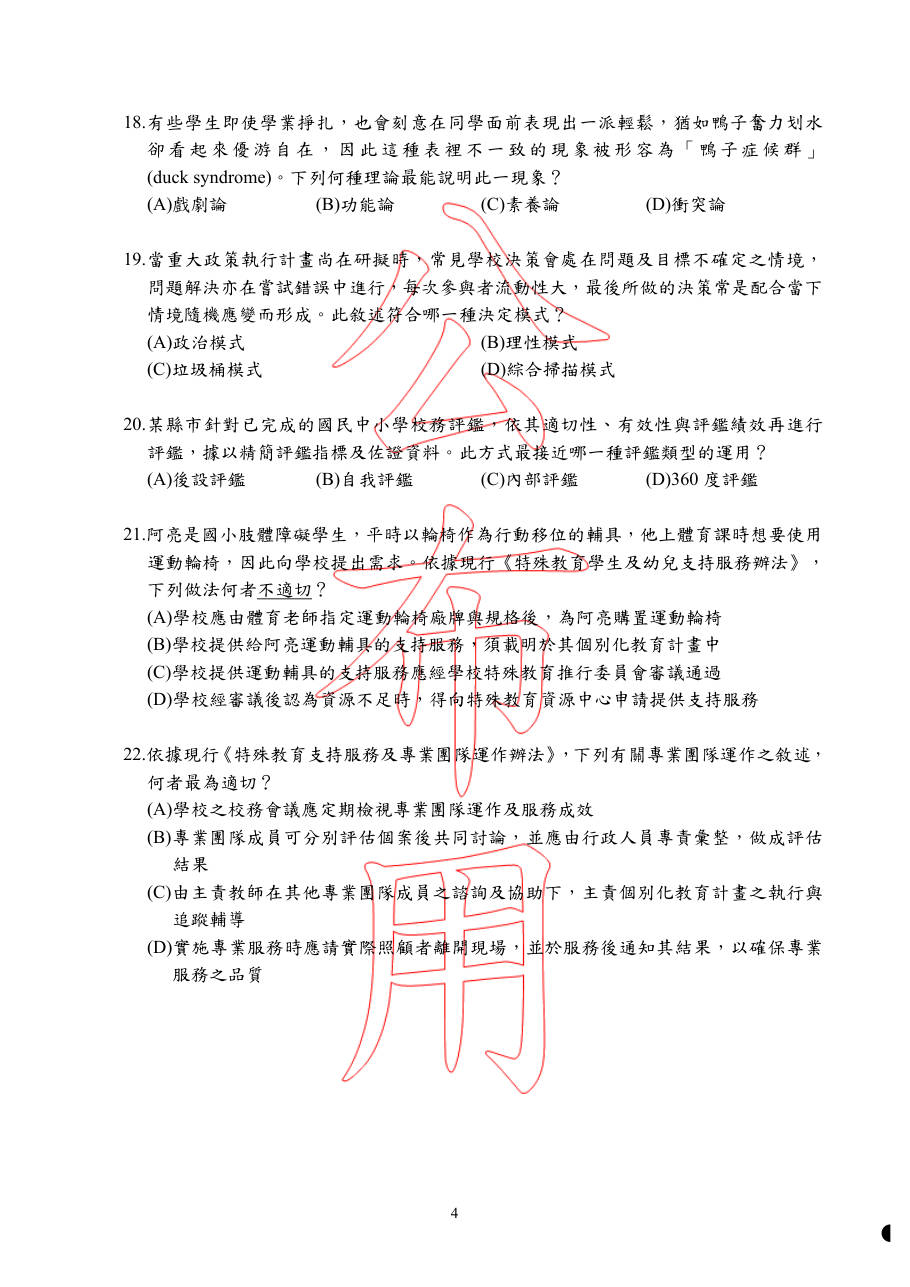 18.有些學生即使學業掙扎，也會刻意在同學面前表現出一派輕鬆，猶如鴨子奮力划水
卻看起來優游自在，因此這種表裡不一致的現象被形容為「鴨子症候群」
(duck syndrome)。下列何種理論最能說明此一現象？
(A)戲劇論 (B)功能論 (C)素養論 (D)衝突論
19.當重大政策執行計畫尚在研擬時，常見學校決策會處在問題及目標不確定之情境，
問題解決亦在嘗試錯誤中進行，每次參與者流動性大，最後所做的決策常是配合當下
情境隨機應變而形成。此敘述符合哪一種決定模式？
(A)政治模式 (B)理性模式
(C)垃圾桶模式 (D)綜合掃描模式
20.某縣市針對已完成的國民中小學校務評鑑，依其適切性、有效性與評鑑績效再進行
評鑑，據以精簡評鑑指標及佐證資料。此方式最接近哪一種評鑑類型的運用？
(A)後設評鑑 (B)自我評鑑 (C)內部評鑑 (D)360 度評鑑
21.阿亮是國小肢體障礙學生，平時以輪椅作為行動移位的輔具，他上體育課時想要使用
運動輪椅，因此向學校提出需求。依據現行《特殊教育學生及幼兒支持服務辦法》，
下列做法何者不適切？
(A)學校應由體育老師指定運動輪椅廠牌與規格後，為阿亮購置運動輪椅
(B)學校提供給阿亮運動輔具的支持服務，須載明於其個別化教育計畫中
(C)學校提供運動輔具的支持服務應經學校特殊教育推行委員會審議通過
(D)學校經審議後認為資源不足時，得向特殊教育資源中心申請提供支持服務
22.依據現行《特殊教育支持服務及專業團隊運作辦法》，下列有關專業團隊運作之敘述，
何者最為適切？
(A)學校之校務會議應定期檢視專業團隊運作及服務成效
(B)專業團隊成員可分別評估個案後共同討論，並應由行政人員專責彙整，做成評估
結果
(C)由主責教師在其他專業團隊成員之諮詢及協助下，主責個別化教育計畫之執行與
追蹤輔導
(D)實施專業服務時應請實際照顧者離開現場，並於服務後通知其結果，以確保專業
服務之品質
公布用
4